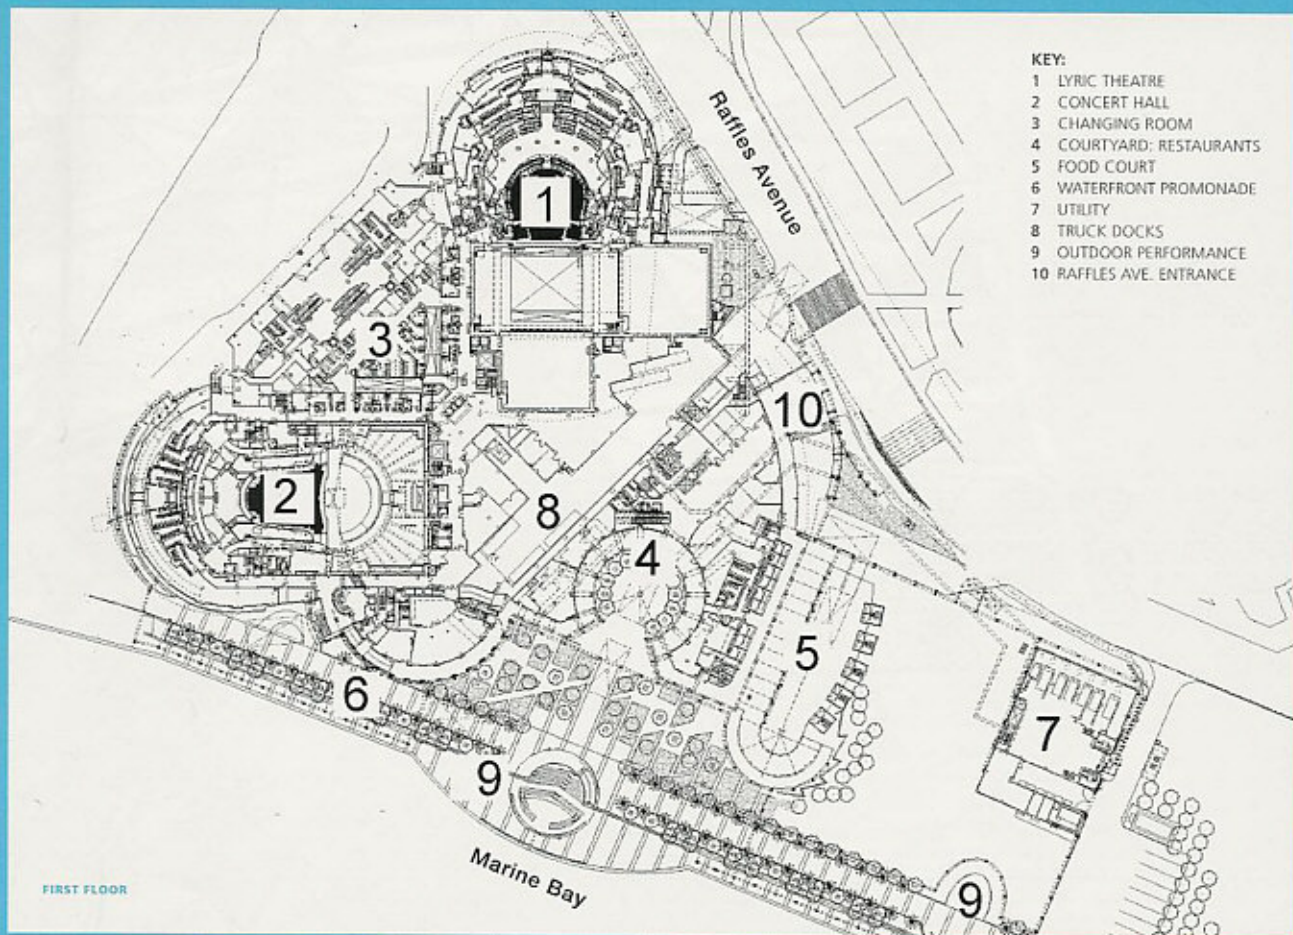 KEY:
1 LYRIC THEATRE
2 CONCERT HALL
3 CHANGING ROOM
4 COURTYARD: RESTAURANTS
5 FOOD COURT
6 WATERFRONT PROMONADE
7 UTILITY
8 TRUCK DOCKS
9 OUTDOOR PERFORMANCE
10 RAFFLES AVE. ENTRANCE
Raffles Avenue
1
3
10
2
8
4
5
6
7
9
Marine Bay
9
FIRST FLOOR